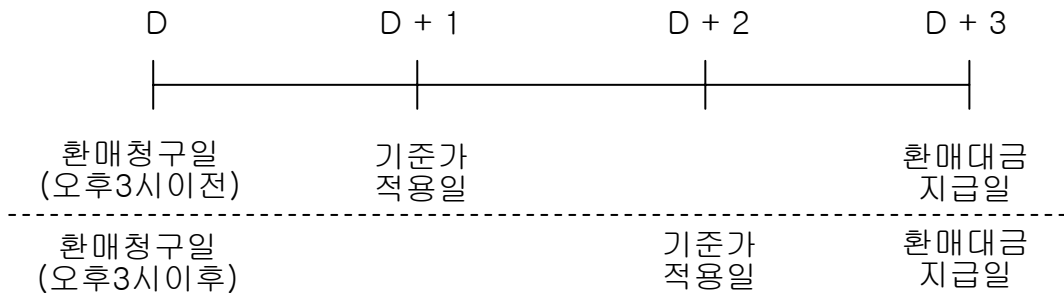 D D + 1 D + 2 D + 3
환매청구일 기준가 환매대금
(오후3시이전) 적용일 지급일
환매청구일 기준가 환매대금
(오후3시이후) 적용일 지급일